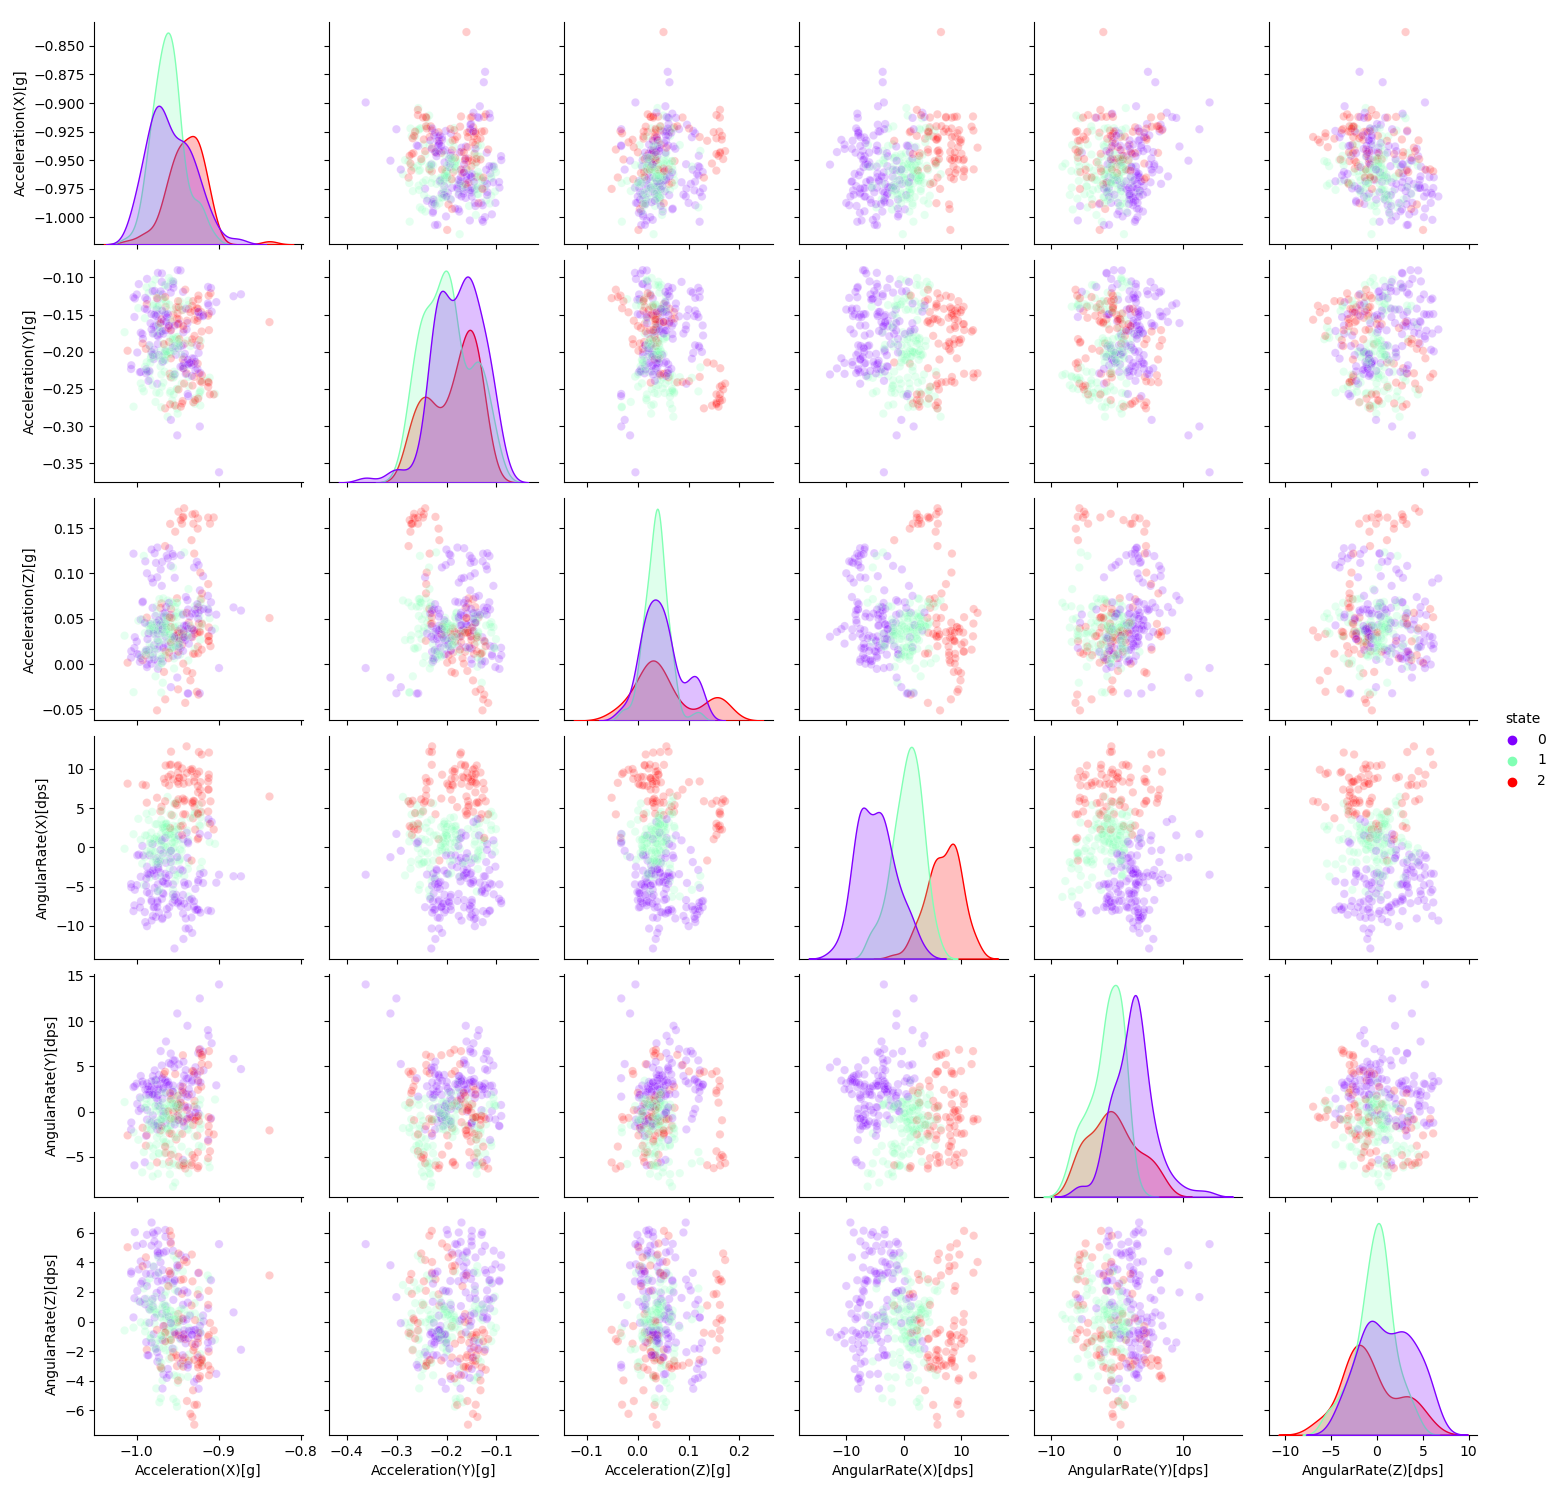 −0.850
−0.875
−0.900
−0.925
−0.950
−0.975
−1.000
Acceleration(X)[g]
−0.10
−0.15
−0.20
−0.25
−0.30
−0.35
Acceleration(Y)[g]
0.15
0.10
0.05
0.00
−0.05
Acceleration(Z)[g]
10
5
0
−5
−10
AngularRate(X)[dps]
15
10
5
0
−5
AngularRate(Y)[dps]
6
4
2
0
−2
−4
−6
AngularRate(Z)[dps]
−1.0 −0.9 −0.8
Acceleration(X)[g]
−0.4 −0.3 −0.2 −0.1
Acceleration(Y)[g]
−0.1 0.0 0.1 0.2
Acceleration(Z)[g]
−10 0 10
AngularRate(X)[dps]
−10 0 10
AngularRate(Y)[dps]
−10 −5 0 5 10
AngularRate(Z)[dps]
state
0
1
2